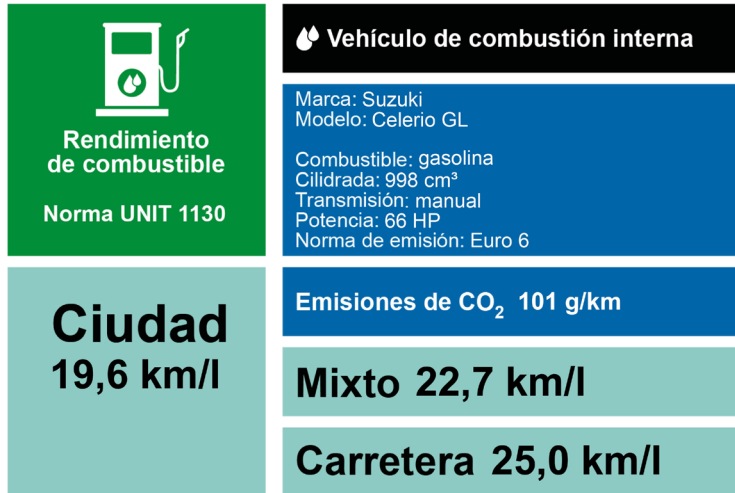 Rendimiento
de combustible
Norma UNIT 1130
Vehículo de combustión interna
Marca: Suzuki
Modelo: Celerio GL
Combustible: gasolina
Cilidrada: 998 cm³
Transmisión: manual
Potencia: 66 HP
Norma de emisión: Euro 6
Ciudad
19,6 km/l
Emisiones de CO₂ 101 g/km
Mixto 22,7 km/l
Carretera 25,0 km/l